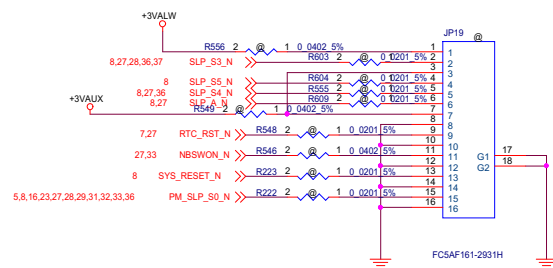 +3VALW
JP19 @
R556 2 @ 1 0_0402_5% 1 1
8,27,28,36,37 SLP_S3_N R603 2 @ 0_0201_5% 2 2
3 3
8 SLP_S5_N R604 2 @ 0_0201_5% 4 4
8,27,36 SLP_S4_N R555 2 @ 0_0201_5% 5 5
8,27 SLP_A_N R609 2 @ 0_0201_5% 6 6
+3VAUX R549 2 @ 1 0_0402_5% 7 7
8 8
7,27 RTC_RST_N R548 2 @ 1 0_0201_5% 9 9
10 10
27,33 NBSWON_N R546 2 @ 1 0_0402_5% 11 11 G1 17
12 12 G2 18
8 SYS_RESET_N R223 2 @ 1 0_0201_5% 13 13
14 14
5,8,16,23,27,28,29,31,32,33,36 PM_SLP_S0_N R222 2 @ 1 0_0201_5% 15 15
16 16
FC5AF161-2931H